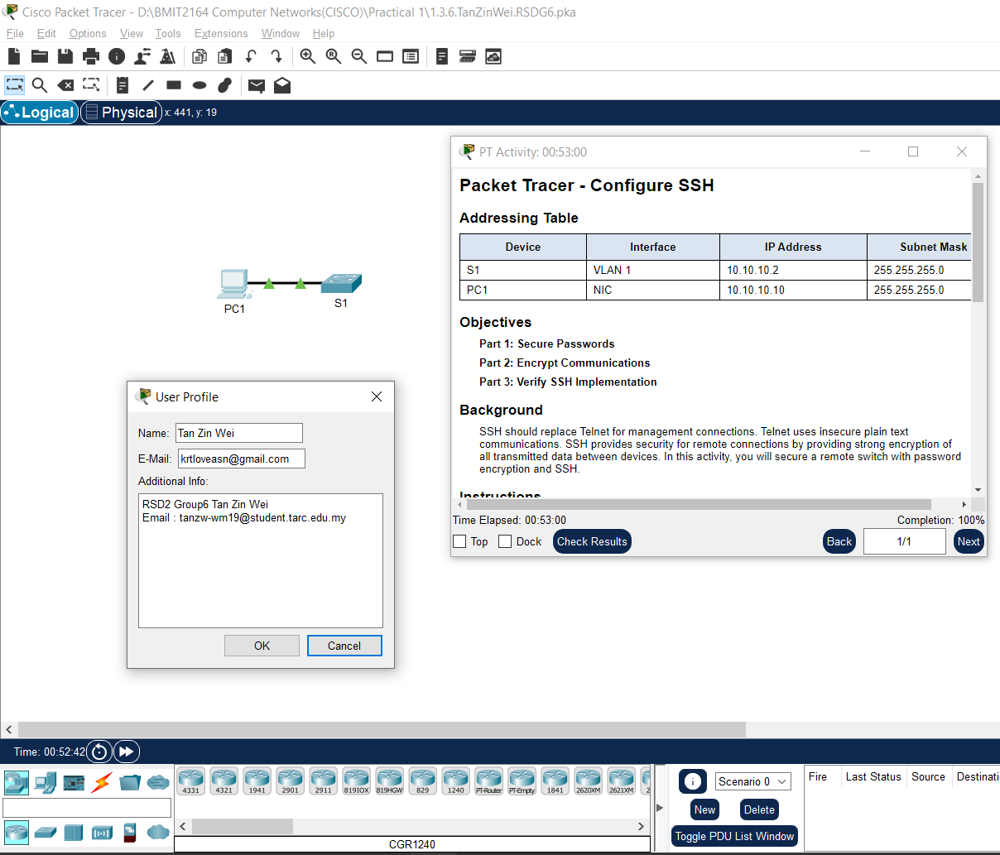 Cisco Packet Tracer - D:\BMIT2164 Computer Networks(CISCO)\Practical 1\1.3.6.TanZinWei.RSDG6.pka
File Edit Options View Tools Extensions Window Help
Logical Physical x: 441, y: 19
PT Activity: 00:53:00
Packet Tracer - Configure SSH
Addressing Table
Device Interface IP Address Subnet Mask
S1 VLAN 1 10.10.10.2 255.255.255.0
PC1 NIC 10.10.10.10 255.255.255.0
Objectives
Part 1: Secure Passwords
Part 2: Encrypt Communications
Part 3: Verify SSH Implementation
Background
SSH should replace Telnet for management connections. Telnet uses insecure plain text
communications. SSH provides security for remote connections by providing strong encryption of
all transmitted data between devices. In this activity, you will secure a remote switch with password
encryption and SSH.
Instructions
Time Elapsed: 00:53:00 Completion: 100%
Top Dock Check Results Back 1/1 Next
PC1
S1
User Profile
Name: Tan Zin Wei
E-Mail: krtloveasn@gmail.com
Additional Info:
RSD2 Group6 Tan Zin Wei
Email : tanzw-wm19@student.tarc.edu.my
OK Cancel
Time: 00:52:42
4331 4321 1941 2901 2911 819IOX 819HGW 829 1240 PT-Router PT-Empty 1841 2620XM 2621XM 2
CGR1240
Scenario 0
New Delete
Toggle PDU List Window
Fire Last Status Source Destinati